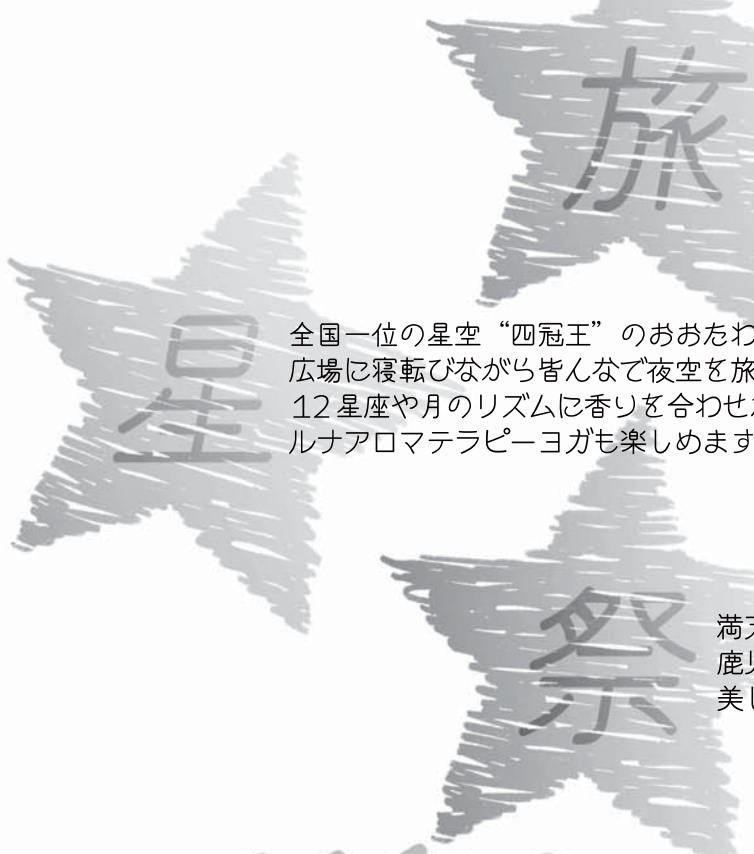 旅
星
全国一位の星空“四冠王”のおおたわ
広場に寝転びながら皆んなで夜空を旅
12星座や月のリズムに香りを合わせ
ルナアロマテラピーヨガも楽しめます
祭
満天
鹿児
美し